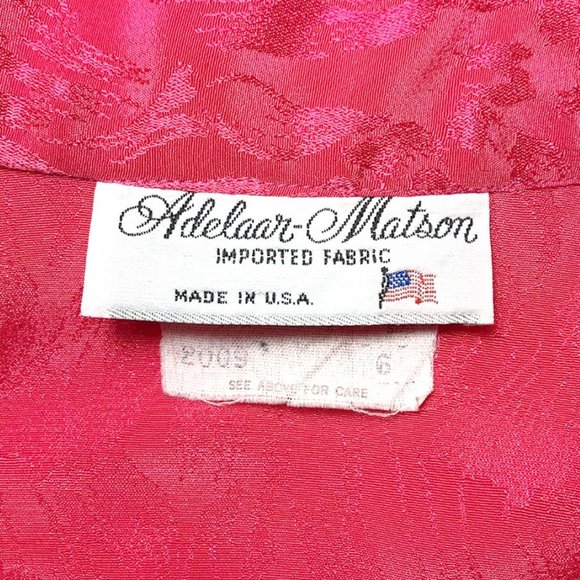 Adelaar-Matson
IMPORTED FABRIC
MADE IN U.S.A.
2009 6
SEE ABOVE FOR CARE